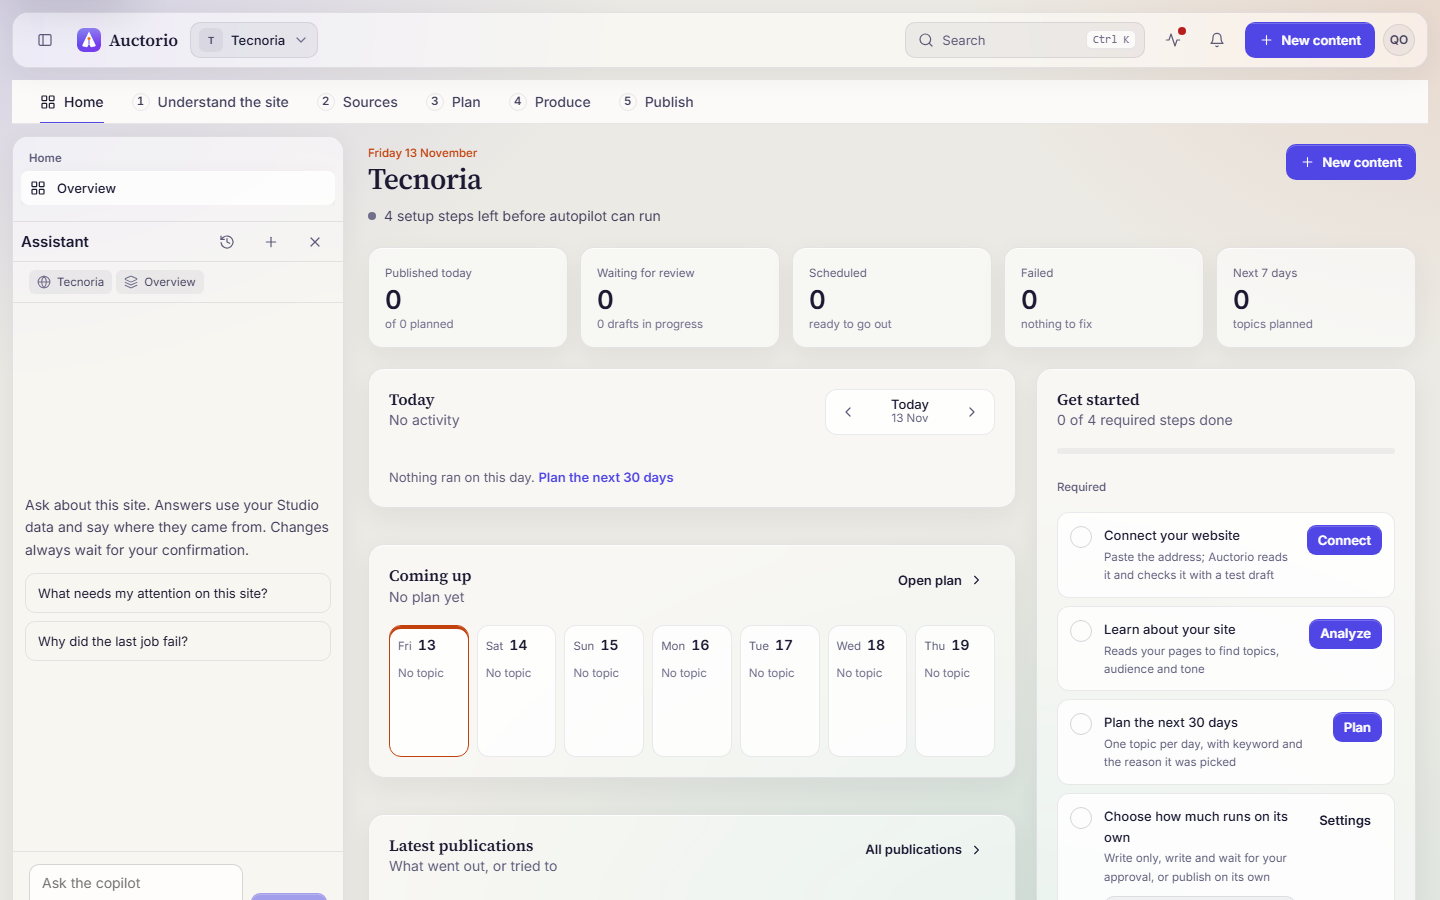 Auctorio
T Tecnoria
Search Ctrl K
New content
QO
Home
1 Understand the site
2 Sources
3 Plan
4 Produce
5 Publish
Home
Overview
Assistant
Tecnoria Overview
Ask about this site. Answers use your Studio
data and say where they came from. Changes
always wait for your confirmation.
What needs my attention on this site?
Why did the last job fail?
Ask the copilot
Friday 13 November
Tecnoria
4 setup steps left before autopilot can run
New content
Published today
0
of 0 planned
Waiting for review
0
0 drafts in progress
Scheduled
0
ready to go out
Failed
0
nothing to fix
Next 7 days
0
topics planned
Today
No activity
Today
13 Nov
Nothing ran on this day. Plan the next 30 days
Coming up
No plan yet
Open plan
Fri 13
No topic
Sat 14
No topic
Sun 15
No topic
Mon 16
No topic
Tue 17
No topic
Wed 18
No topic
Thu 19
No topic
Latest publications
What went out, or tried to
All publications
Get started
0 of 4 required steps done
Required
Connect your website
Paste the address; Auctorio reads
it and checks it with a test draft
Connect
Learn about your site
Reads your pages to find topics,
audience and tone
Analyze
Plan the next 30 days
One topic per day, with keyword and
the reason it was picked
Plan
Choose how much runs on its
own
Write only, write and wait for your
approval, or publish on its own
Settings